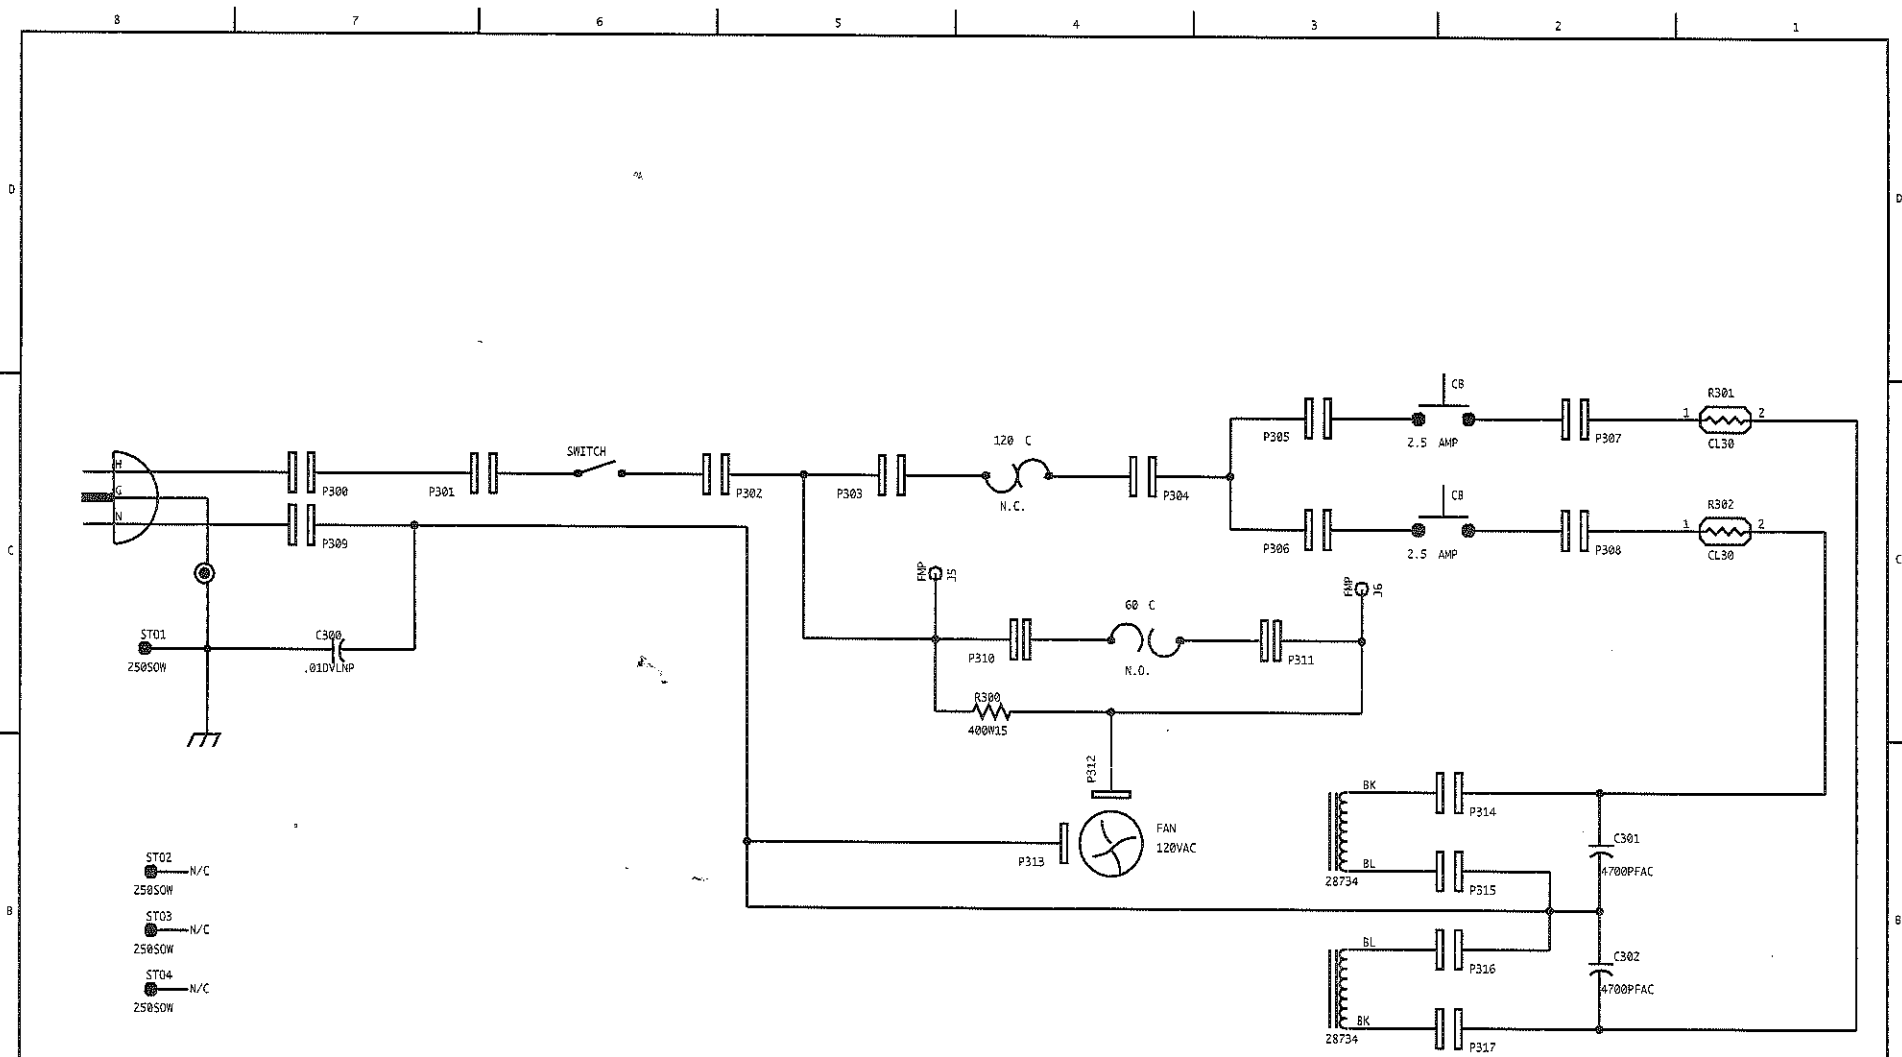 8 7 6 5 4 3 2 1
D
D
CB
R301
1 2
P305
2.5 AMP
P307
CL30
H
SWITCH
120 C
G
P300
P301
P302
P303
N.C.
P304
CB
R302
N
1 2
P309
P306
2.5 AMP
P308
CL30
C
C
FMP
J5
FMP
J6
60 C
ST01
C300
250SOW
.01DVLNP
P310
P311
N.O.
R300
400W15
P312
BK
P314
FAN
120VAC
C301
P313
ST02
N/C
BL
4700PFAC
250SOW
28734
P315
B
B
ST03
N/C
250SOW
BL
C302
P316
ST04
N/C
4700PFAC
250SOW
BK
28734
P317